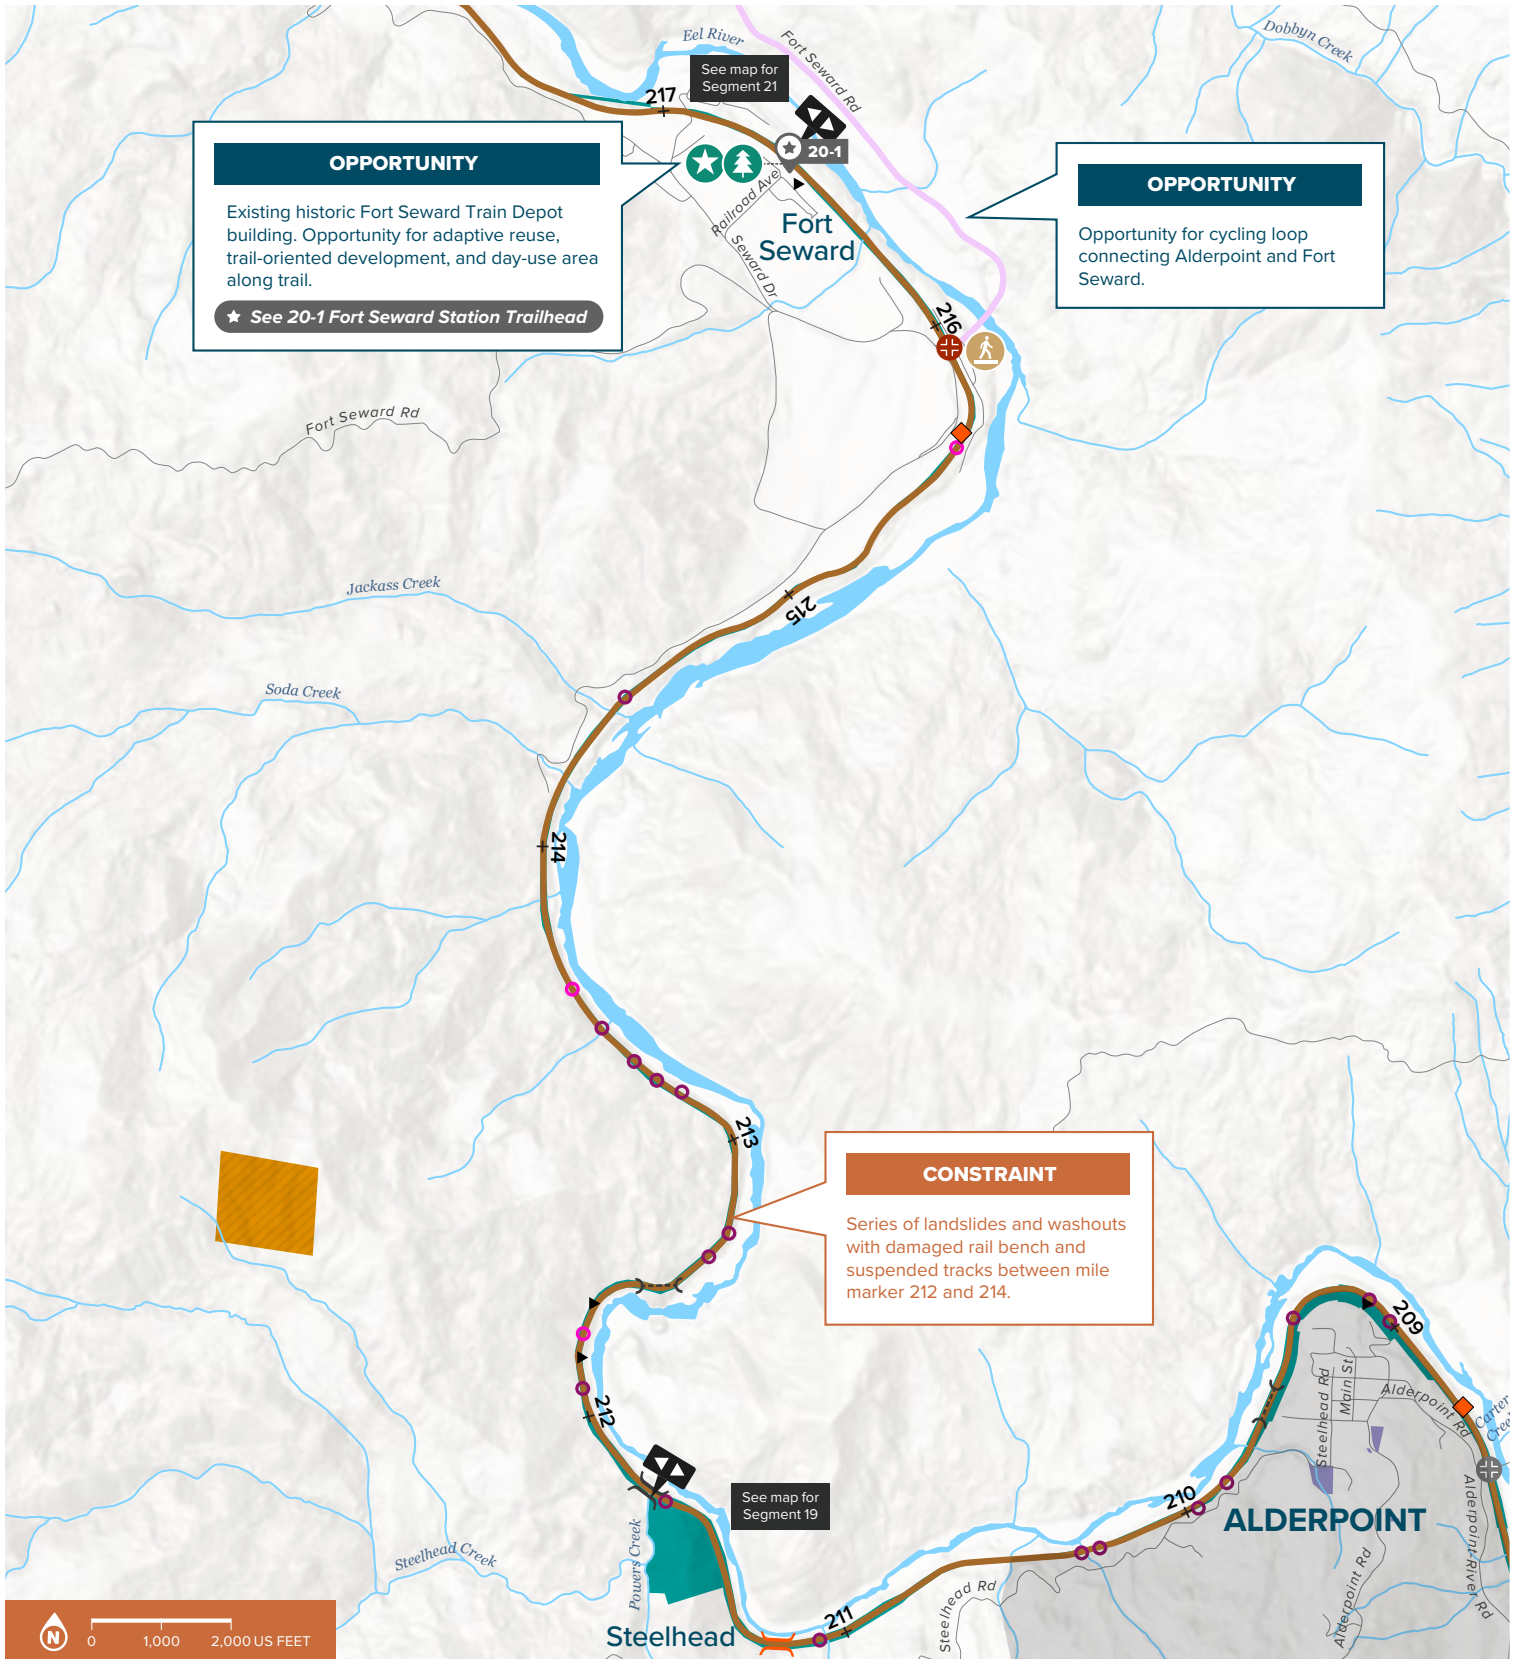 Eel River
Fort Seward Rd
Dobbyn Creek
See map for
Segment 21
217
20-1
OPPORTUNITY
Existing historic Fort Seward Train Depot
building. Opportunity for adaptive reuse,
trail-oriented development, and day-use area
along trail.
See 20-1 Fort Seward Station Trailhead
Railroad Ave
Seward Dr
Fort
Seward
OPPORTUNITY
Opportunity for cycling loop
connecting Alderpoint and Fort
Seward.
216
Fort Seward Rd
Jackass Creek
215
Soda Creek
214
213
CONSTRAINT
Series of landslides and washouts
with damaged rail bench and
suspended tracks between mile
marker 212 and 214.
209
Steelhead Rd
Main St
Alderpoint Rd
Carter
Creek
212
See map for
Segment 19
210
ALDERPOINT
Alderpoint-River Rd
Alderpoint Rd
Powers Creek
Steelhead Creek
Steelhead Rd
211
Steelhead
N
0 1,000 2,000 US FEET